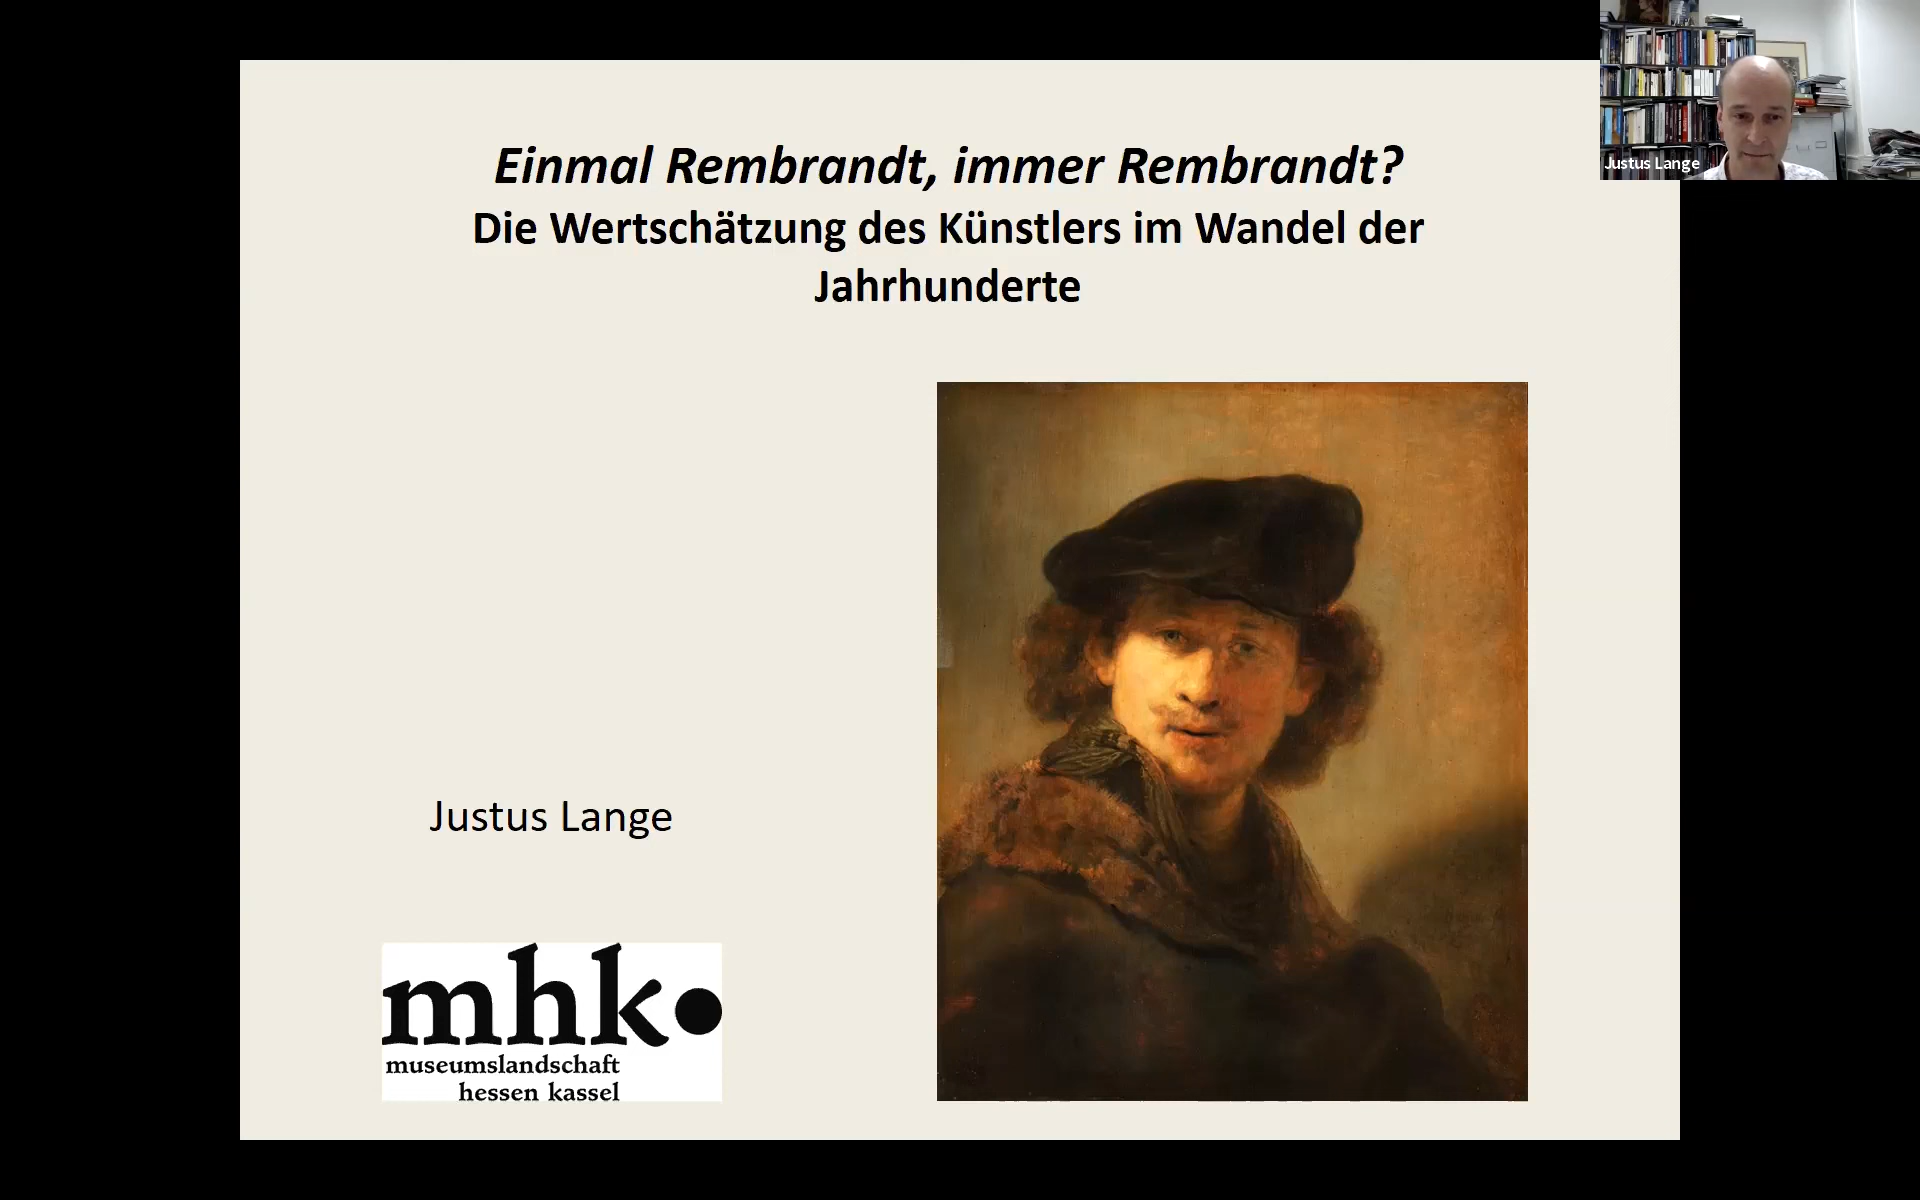 Einmal Rembrandt, immer Rembrandt?
Die Wertschätzung des Künstlers im Wandel der
Jahrhunderte
Justus Lange
Justus Lange
mhk
museumslandschaft
hessen kassel